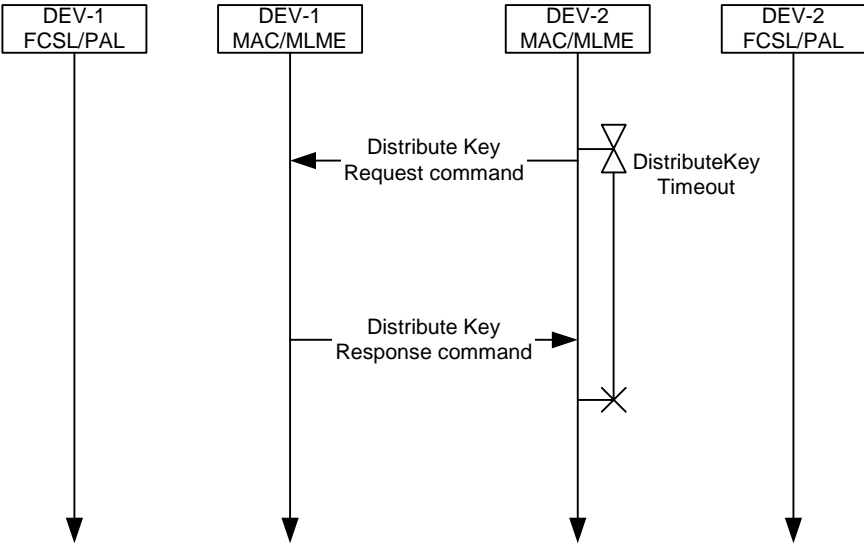 DEV-1
FCSL/PAL
DEV-1
MAC/MLME
DEV-2
MAC/MLME
DEV-2
FCSL/PAL
Distribute Key
Request command
DistributeKey
Timeout
Distribute Key
Response command